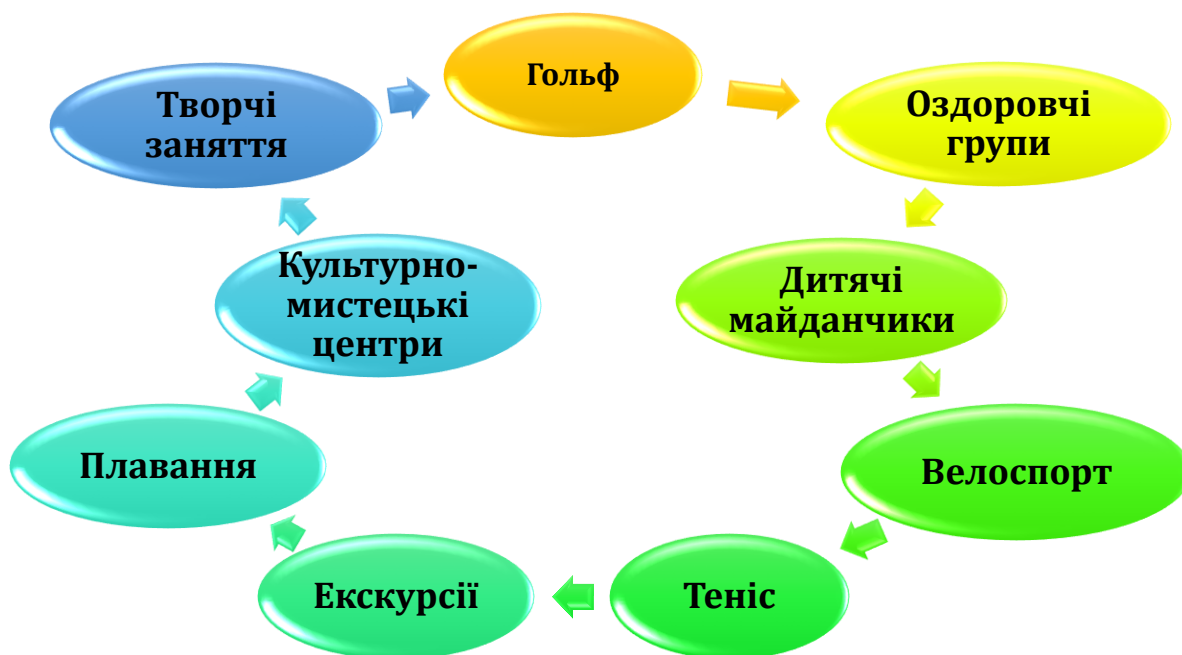 Гольф
Оздоровчі
групи
Дитячі
майданчики
Велоспорт
Теніс
Екскурсії
Плавання
Культурно-
мистецькі
центри
Творчі
заняття